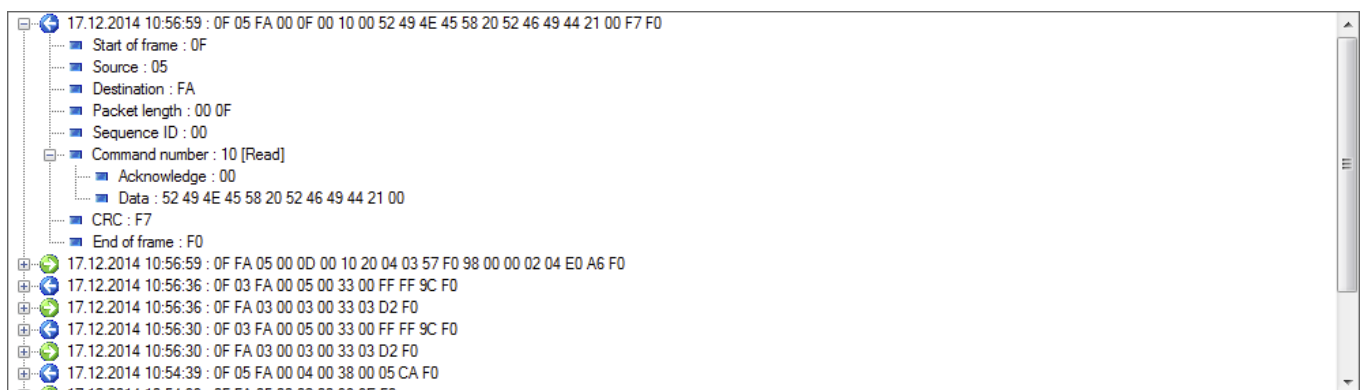 17.12.2014 10:56:59 : 0F 05 FA 00 0F 00 10 00 52 49 4E 45 58 20 52 46 49 44 21 00 F7 F0
Start of frame : 0F
Source : 05
Destination : FA
Packet length : 00 0F
Sequence ID : 00
Command number : 10 [Read]
Acknowledge : 00
Data : 52 49 4E 45 58 20 52 46 49 44 21 00
CRC : F7
End of frame : F0
17.12.2014 10:56:59 : 0F FA 05 00 0D 00 10 20 04 03 57 F0 98 00 00 02 04 E0 A6 F0
17.12.2014 10:56:36 : 0F 03 FA 00 05 00 33 00 FF FF 9C F0
17.12.2014 10:56:36 : 0F FA 03 00 03 00 33 03 D2 F0
17.12.2014 10:56:30 : 0F 03 FA 00 05 00 33 00 FF FF 9C F0
17.12.2014 10:56:30 : 0F FA 03 00 03 00 33 03 D2 F0
17.12.2014 10:54:39 : 0F 05 FA 00 04 00 38 00 05 CA F0